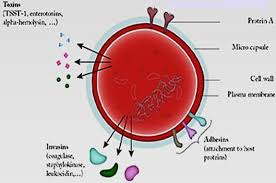 Toxins
(TSST-1, enterotoxins,
alpha-hemolysin, ...)
Protein A
Micro capsule
Cell wall
Plasma membrane
Adhesins
(attachment to host
proteins)
Invasins
(coagulase,
staphylokinase,
leukocidin,...)